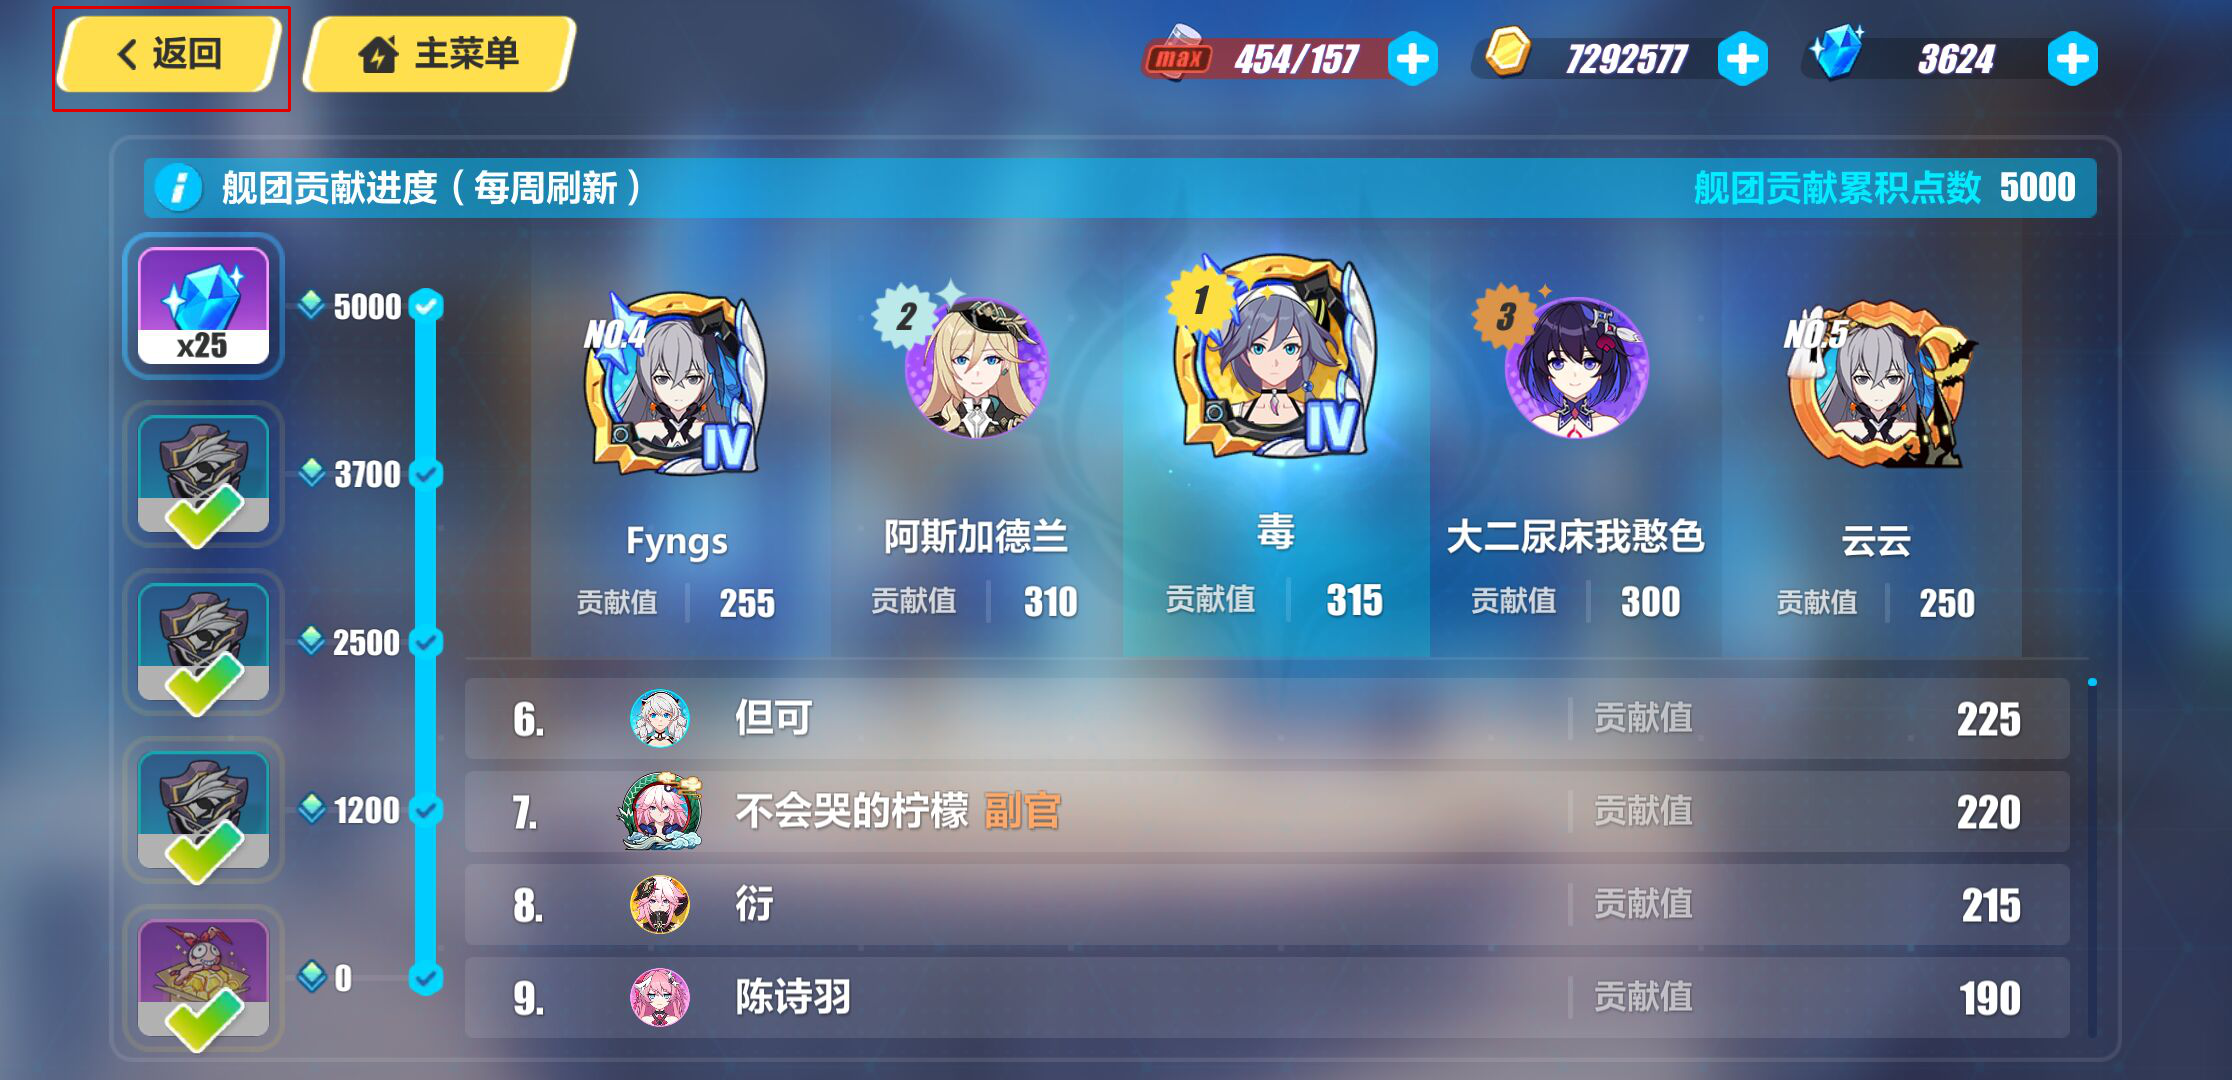 返回
主菜单
max 454/157
7292577
3624
舰团贡献进度(每周刷新)
舰团贡献累积点数 5000
x25
5000
3700
2500
1200
0
NO.4
IV
Fyngs
贡献值 255
2
阿斯加德兰
贡献值 310
1
IV
毒
贡献值 315
3
大二尿床我憨色
贡献值 300
NO.5
云云
贡献值 250
6. 但可 贡献值 225
7. 不会哭的柠檬 副官 贡献值 220
8. 衍 贡献值 215
9. 陈诗羽 贡献值 190